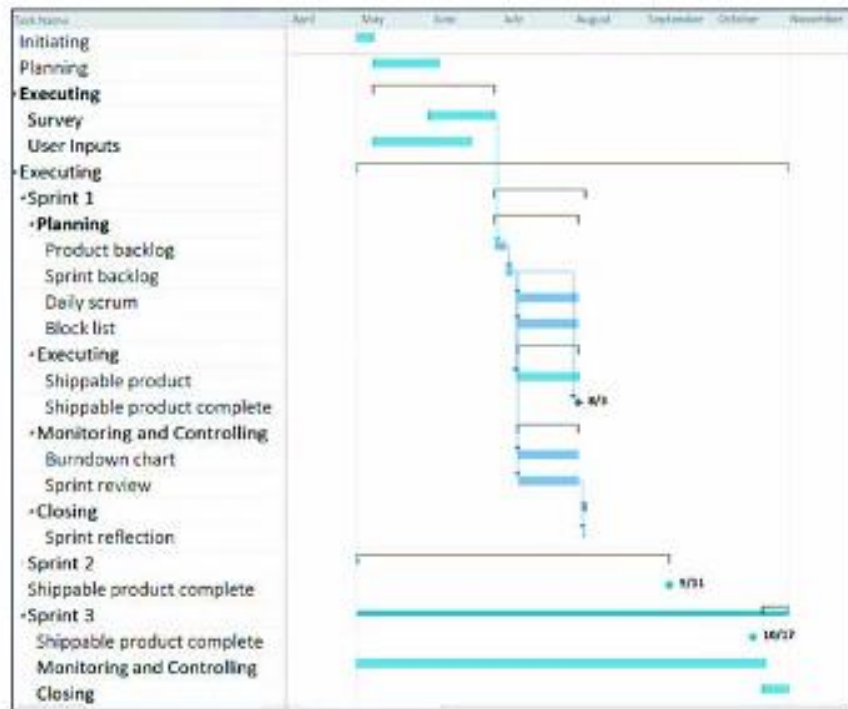 Task Name April May June July August September October November
Initiating
Planning
Executing
Survey
User Inputs
Executing
Sprint 1
Planning
Product backlog
Sprint backlog
Daily scrum
Block list
Executing
Shippable product
Shippable product complete 8/3
Monitoring and Controlling
Burndown chart
Sprint review
Closing
Sprint reflection
Sprint 2
Shippable product complete 9/11
Sprint 3
Shippable product complete 10/17
Monitoring and Controlling
Closing